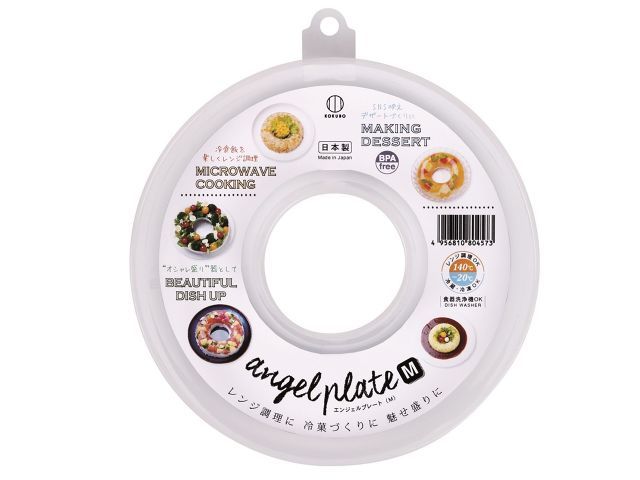 KOKUBO
日本製
Made in Japan
SNS映え
デザートづくりに
MAKING
DESSERT
BPA
free
冷食飯を
楽しくレンジ調理
MICROWAVE
COOKING
4 956810 804573
レンジ調理OK
140℃
-20℃
冷蔵・冷凍OK
食器洗浄機OK
DISH WASHER
"オシャレ盛り"器として
BEAUTIFUL
DISH UP
angel plate M
エンジェルプレート (M)
レンジ調理に 冷菓づくりに 魅せ盛りに